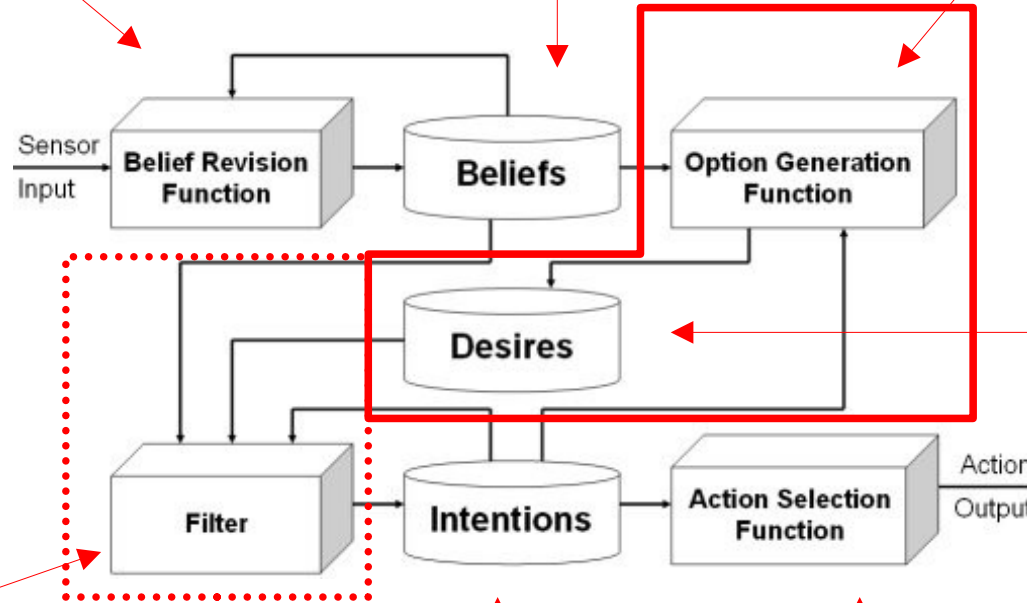 Sensor
Input
Belief Revision
Function
Beliefs
Option Generation
Function
Desires
Filter
Intentions
Action Selection
Function
Action
Output